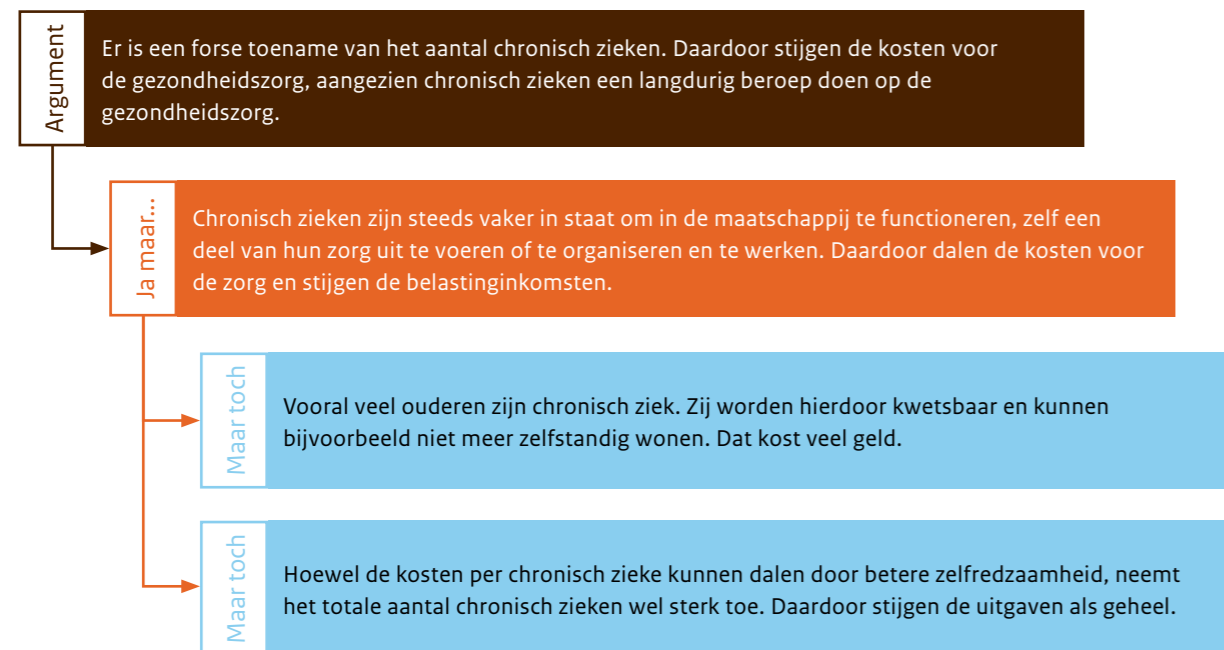 Argument
Er is een forse toename van het aantal chronisch zieken. Daardoor stijgen de kosten voor
de gezondheidszorg, aangezien chronisch zieken een langdurig beroep doen op de
gezondheidszorg.
Ja maar...
Chronisch zieken zijn steeds vaker in staat om in de maatschappij te functioneren, zelf een
deel van hun zorg uit te voeren of te organiseren en te werken. Daardoor dalen de kosten voor
de zorg en stijgen de belastinginkomsten.
Maar toch
Vooral veel ouderen zijn chronisch ziek. Zij worden hierdoor kwetsbaar en kunnen
bijvoorbeeld niet meer zelfstandig wonen. Dat kost veel geld.
Maar toch
Hoewel de kosten per chronisch zieke kunnen dalen door betere zelfredzaamheid, neemt
het totale aantal chronisch zieken wel sterk toe. Daardoor stijgen de uitgaven als geheel.